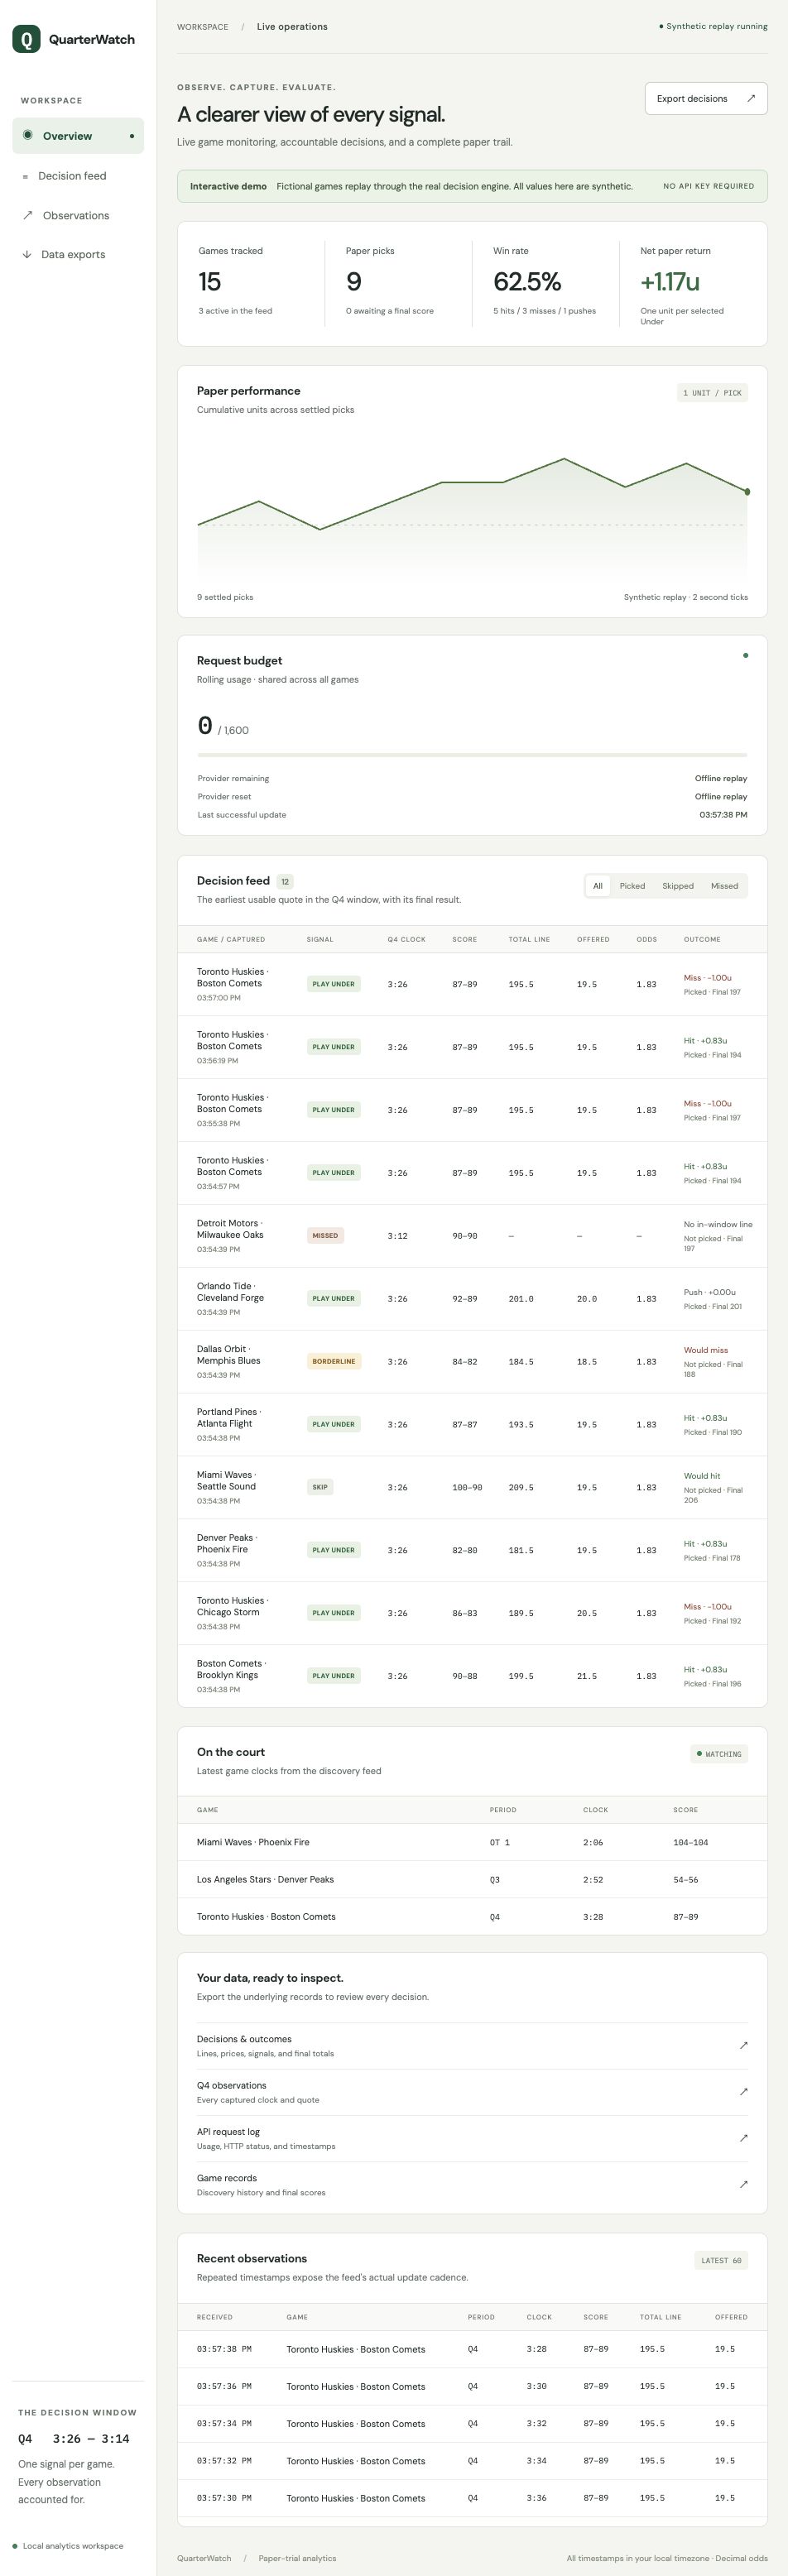 Q QuarterWatch
WORKSPACE
Overview
Decision feed
Observations
Data exports
THE DECISION WINDOW
Q4 3:26 — 3:14
One signal per game.
Every observation
accounted for.
Local analytics workspace
WORKSPACE / Live operations
Synthetic replay running
OBSERVE. CAPTURE. EVALUATE.
A clearer view of every signal.
Live game monitoring, accountable decisions, and a complete paper trail.
Export decisions ↗
Interactive demo Fictional games replay through the real decision engine. All values here are synthetic. NO API KEY REQUIRED
Games tracked
15
3 active in the feed
Paper picks
9
0 awaiting a final score
Win rate
62.5%
5 hits / 3 misses / 1 pushes
Net paper return
+1.17u
One unit per selected
Under
Paper performance
1 UNIT / PICK
Cumulative units across settled picks
9 settled picks
Synthetic replay · 2 second ticks
Request budget
Rolling usage · shared across all games
0 / 1,600
Provider remaining Offline replay
Provider reset Offline replay
Last successful update 03:57:38 PM
Decision feed 12
The earliest usable quote in the Q4 window, with its final result.
All Picked Skipped Missed
GAME / CAPTURED SIGNAL Q4 CLOCK SCORE TOTAL LINE OFFERED ODDS OUTCOME
Toronto Huskies ·
Boston Comets
03:57:00 PM
PLAY UNDER 3:26 87–89 195.5 19.5 1.83
Miss · -1.00u
Picked · Final 197
Toronto Huskies ·
Boston Comets
03:56:19 PM
PLAY UNDER 3:26 87–89 195.5 19.5 1.83
Hit · +0.83u
Picked · Final 194
Toronto Huskies ·
Boston Comets
03:55:38 PM
PLAY UNDER 3:26 87–89 195.5 19.5 1.83
Miss · -1.00u
Picked · Final 197
Toronto Huskies ·
Boston Comets
03:54:57 PM
PLAY UNDER 3:26 87–89 195.5 19.5 1.83
Hit · +0.83u
Picked · Final 194
Detroit Motors ·
Milwaukee Oaks
03:54:39 PM
MISSED 3:12 90–90 — — —
No in-window line
Not picked · Final
197
Orlando Tide ·
Cleveland Forge
03:54:39 PM
PLAY UNDER 3:26 92–89 201.0 20.0 1.83
Push · +0.00u
Picked · Final 201
Dallas Orbit ·
Memphis Blues
03:54:39 PM
BORDERLINE 3:26 84–82 184.5 18.5 1.83
Would miss
Not picked · Final
188
Portland Pines ·
Atlanta Flight
03:54:38 PM
PLAY UNDER 3:26 87–87 193.5 19.5 1.83
Hit · +0.83u
Picked · Final 190
Miami Waves ·
Seattle Sound
03:54:38 PM
SKIP 3:26 100–90 209.5 19.5 1.83
Would hit
Not picked · Final
206
Denver Peaks ·
Phoenix Fire
03:54:38 PM
PLAY UNDER 3:26 82–80 181.5 19.5 1.83
Hit · +0.83u
Picked · Final 178
Toronto Huskies ·
Chicago Storm
03:54:38 PM
PLAY UNDER 3:26 86–83 189.5 20.5 1.83
Miss · -1.00u
Picked · Final 192
Boston Comets ·
Brooklyn Kings
03:54:38 PM
PLAY UNDER 3:26 90–88 199.5 21.5 1.83
Hit · +0.83u
Picked · Final 196
On the court
WATCHING
Latest game clocks from the discovery feed
GAME PERIOD CLOCK SCORE
Miami Waves · Phoenix Fire OT 1 2:06 104–104
Los Angeles Stars · Denver Peaks Q3 2:52 54–56
Toronto Huskies · Boston Comets Q4 3:28 87–89
Your data, ready to inspect.
Export the underlying records to review every decision.
Decisions & outcomes
Lines, prices, signals, and final totals
Q4 observations
Every captured clock and quote
API request log
Usage, HTTP status, and timestamps
Game records
Discovery history and final scores
Recent observations
LATEST 60
Repeated timestamps expose the feed's actual update cadence.
RECEIVED GAME PERIOD CLOCK SCORE TOTAL LINE OFFERED
03:57:38 PM Toronto Huskies · Boston Comets Q4 3:28 87–89 195.5 19.5
03:57:36 PM Toronto Huskies · Boston Comets Q4 3:30 87–89 195.5 19.5
03:57:34 PM Toronto Huskies · Boston Comets Q4 3:32 87–89 195.5 19.5
03:57:32 PM Toronto Huskies · Boston Comets Q4 3:34 87–89 195.5 19.5
03:57:30 PM Toronto Huskies · Boston Comets Q4 3:36 87–89 195.5 19.5
QuarterWatch / Paper-trial analytics
All timestamps in your local timezone · Decimal odds